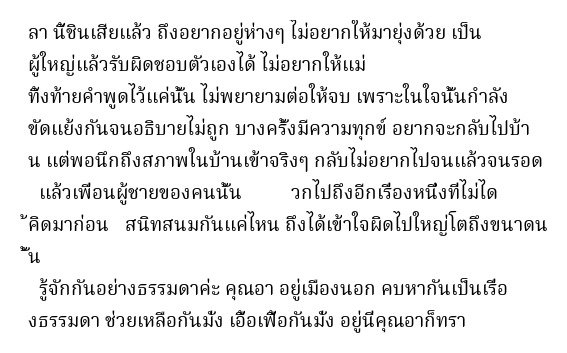 ลา นี่ชินเสียแล้ว ถึงอยากอยู่ห่างๆ ไม่อยากให้มายุ่งด้วย เป็น
ผู้ใหญ่แล้วรับผิดชอบตัวเองได้ ไม่อยากให้แม่
ทิ้งท้ายคำพูดไว้แค่นั้น ไม่พยายามต่อให้จบ เพราะในใจนั้นกำลัง
ขัดแย้งกันจนอธิบายไม่ถูก บางครั้งมีความทุกข์ อยากจะกลับไปบ้า
น แต่พอนึกถึงสภาพในบ้านเข้าจริงๆ กลับไม่อยากไปจนแล้วจนรอด
แล้วเพื่อนผู้ชายของคนนั้น วกไปถึงอีกเรื่องหนึ่งที่ไม่ได
้คิดมาก่อน สนิทสนมกันแค่ไหน ถึงได้เข้าใจผิดไปใหญ่โตถึงขนาดน
ั้น
รู้จักกันอย่างธรรมดาค่ะ คุณอา อยู่เมืองนอก คบหากันเป็นเรื่อ
งธรรมดา ช่วยเหลือกันมั่ง เอื้อเฟื้อกันมั่ง อยู่นี่คุณอาก็ทรา